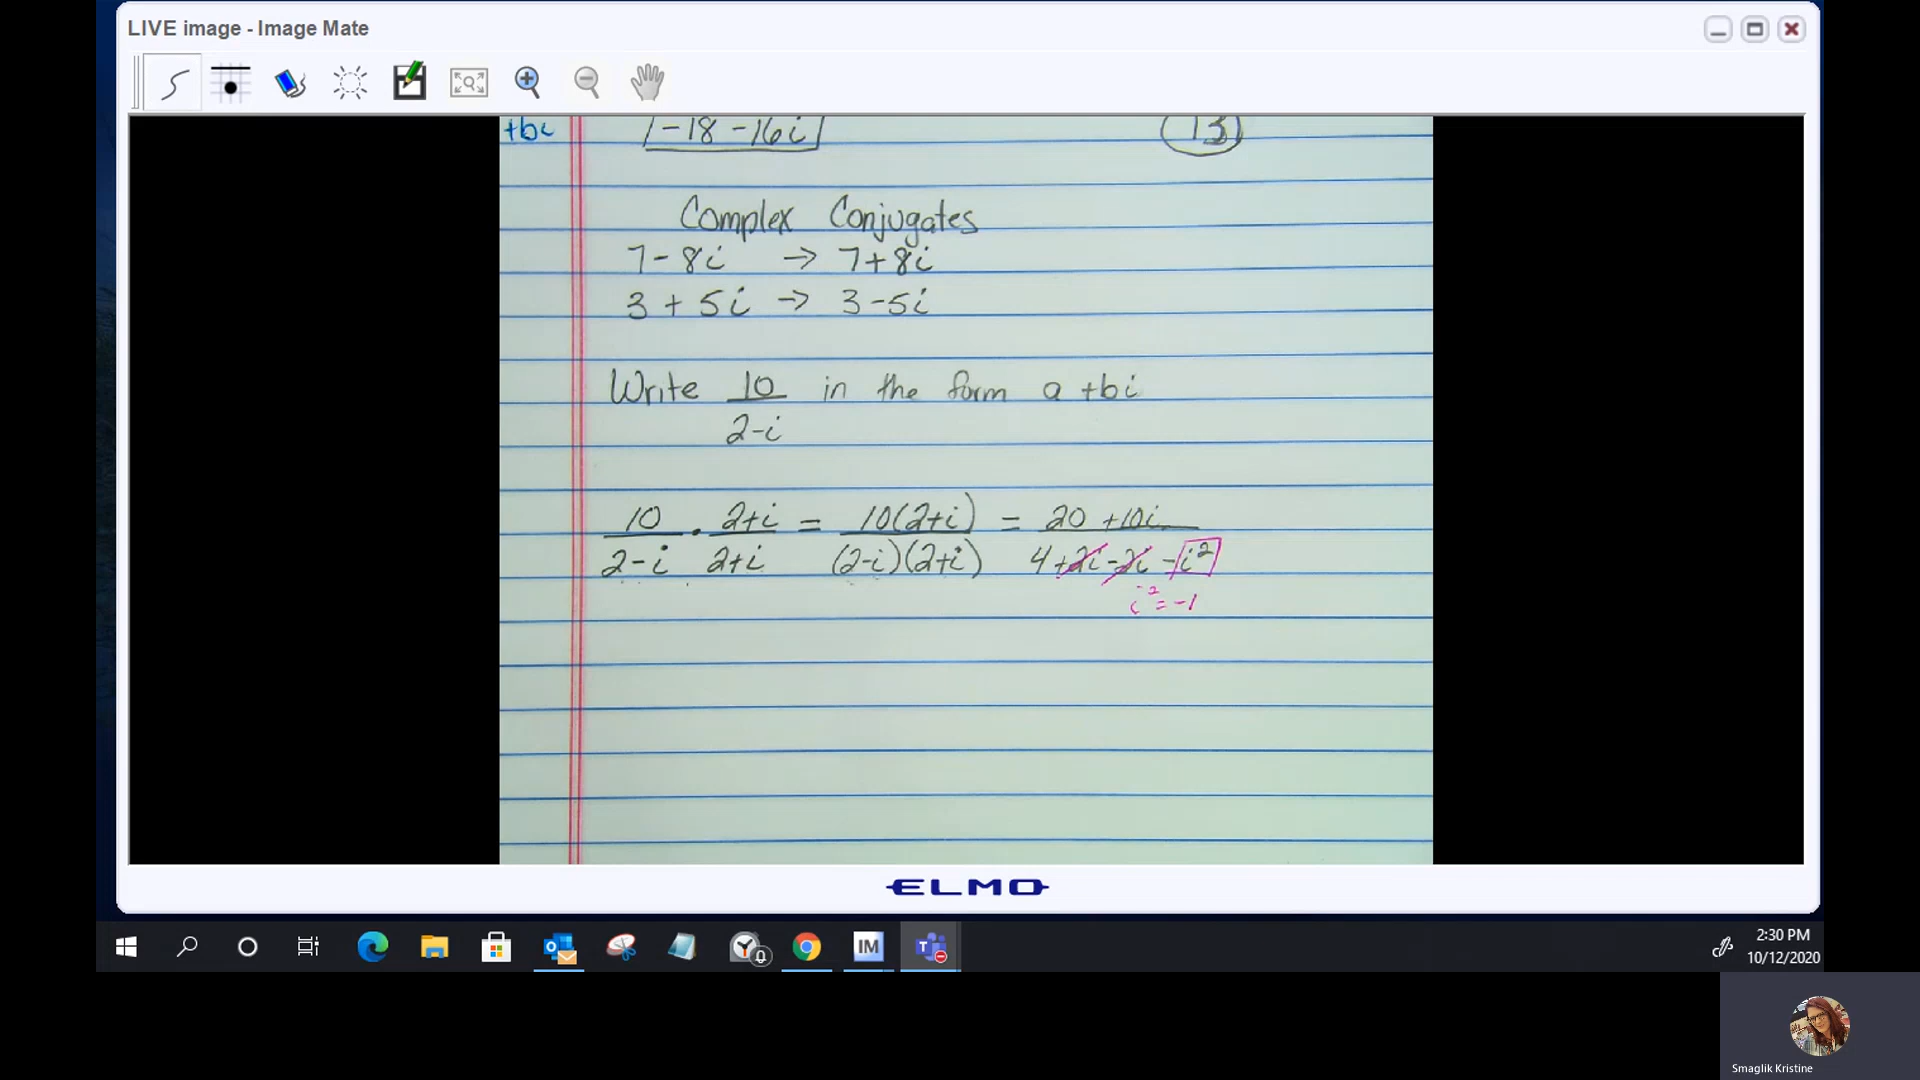 LIVE image - Image Mate
+bi
-18 -16i
13
Complex Conjugates
7- 8i → 7+8i
3 + 5i → 3-5i
Write 10/2-i in the form a +bi
10/2-i · 2+i/2+i = 10(2+i)/(2-i)(2+i) = 20 +10i/4+2i-2i -i²
i² = -1
ELMO
IM
2:30 PM
10/12/2020
Smaglik Kristine